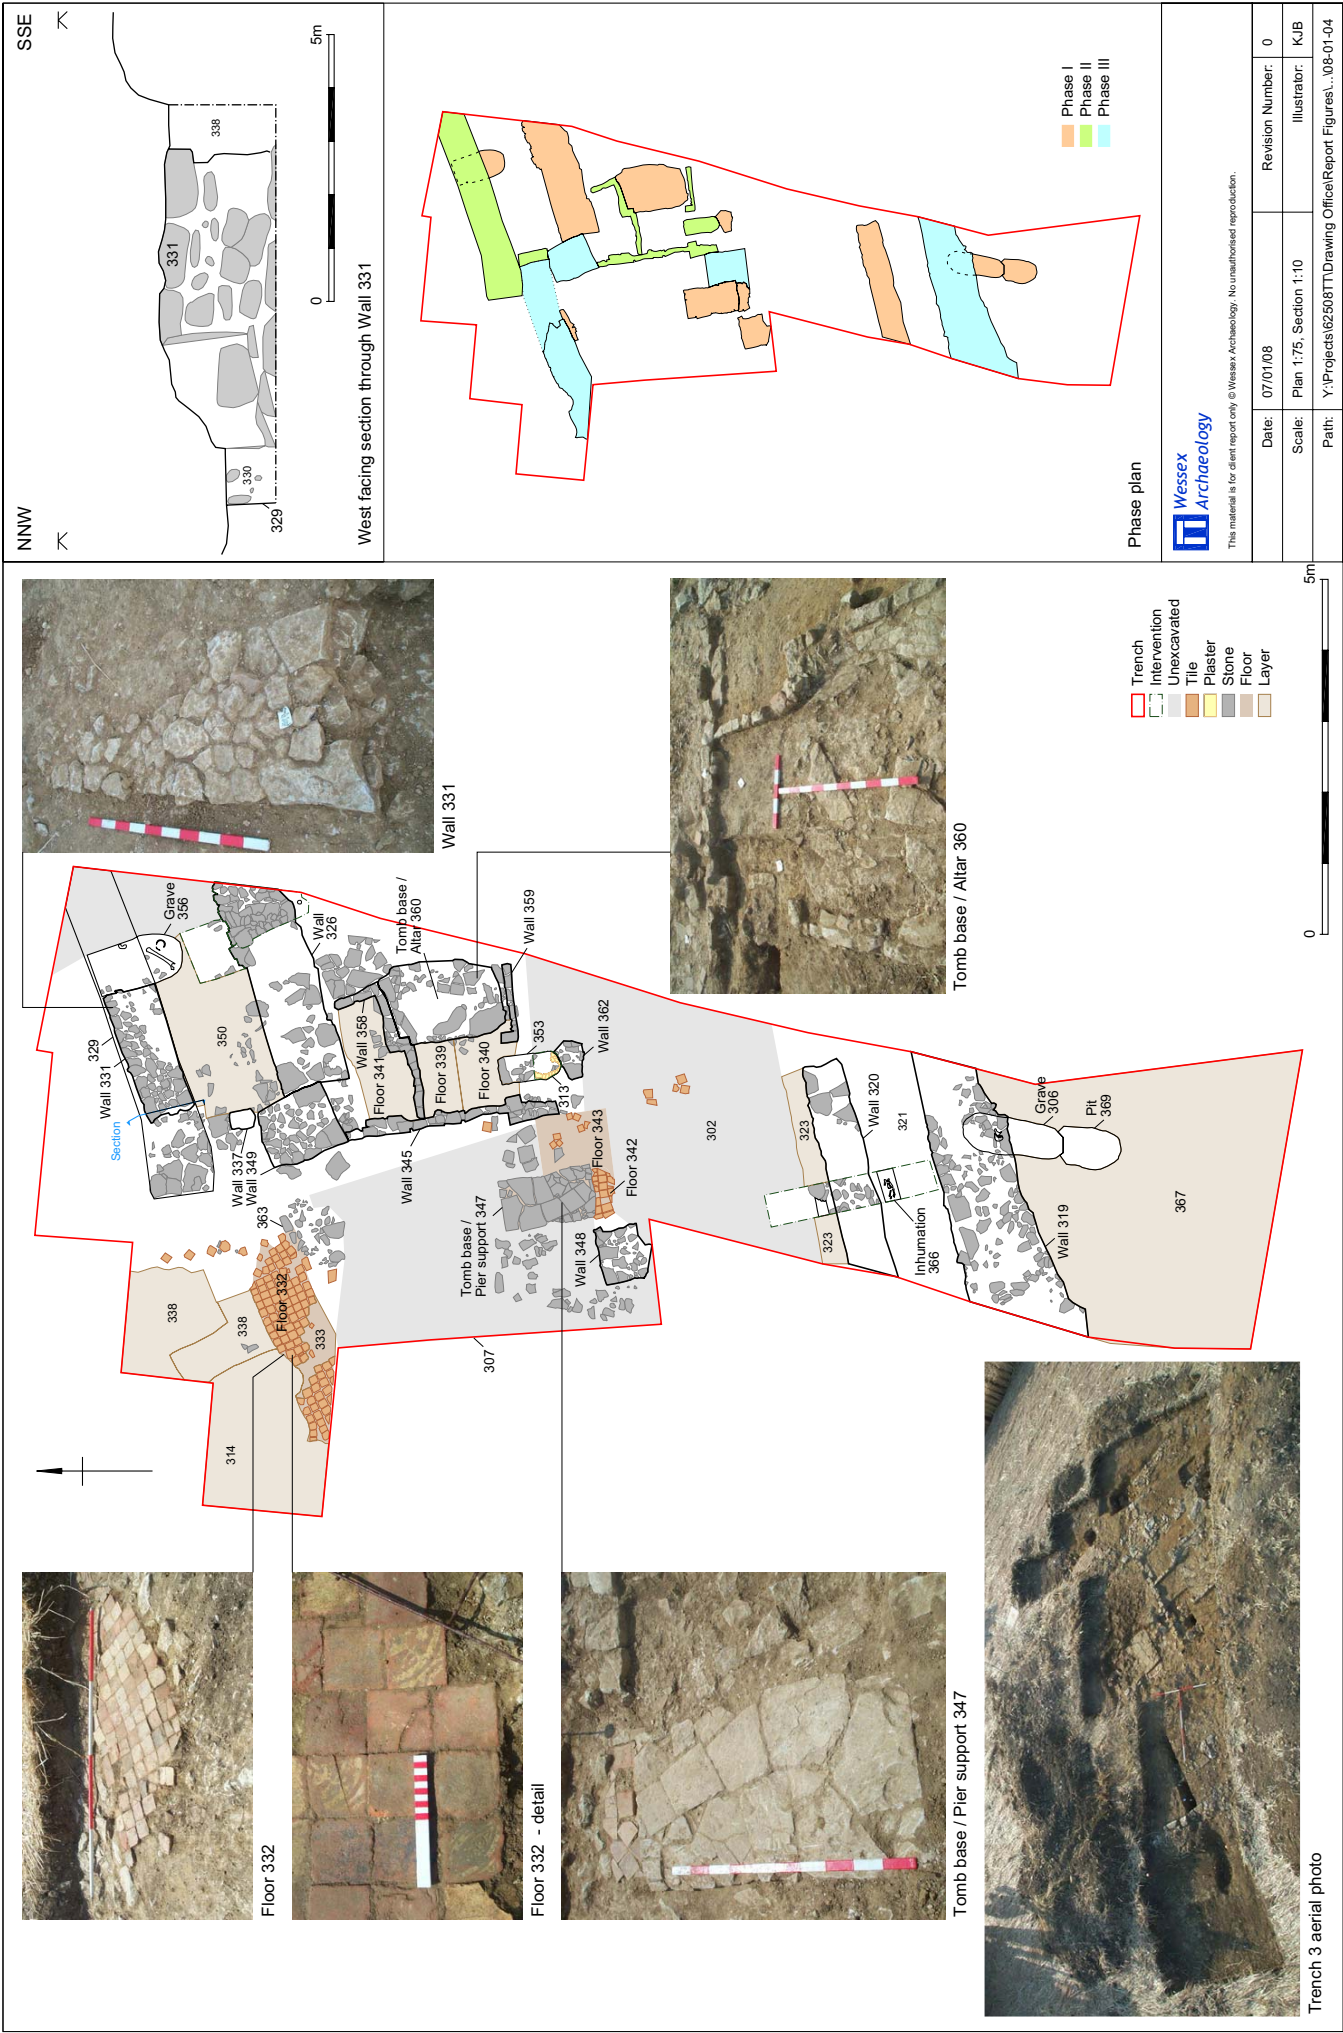 Floor 332
Floor 332 - detail
Tomb base / Pier support 347
Trench 3 aerial photo
314
338
338
Floor 332
333
363
307
329
Wall 331
Section
Wall 337
Wall 349
350
Grave
356
Wall
326
Wall 358
Floor 341
Floor 339
Floor 340
Tomb base /
Altar 360
Wall 359
353
Wall 362
313
Wall 345
Floor 343
Floor 342
Tomb base /
Pier support 347
Wall 348
302
323
323
Wall 320
321
Inhumation
366
Grave
306
Pit
369
Wall 319
367
Wall 331
Tomb base / Altar 360
Trench
Intervention
Unexcavated
Tile
Plaster
Stone
Floor
Layer
0
5m
NNW
SSE
329
330
331
338
0
5m
West facing section through Wall 331
Phase I
Phase II
Phase III
Phase plan
Wessex
Archaeology
This material is for client report only © Wessex Archaeology. No unauthorised reproduction.
Date: 07/01/08 Revision Number: 0
Scale: Plan 1:75, Section 1:10 Illustrator: KJB
Path: Y:\Projects\62508TT\Drawing Office\Report Figures\...\08-01-04